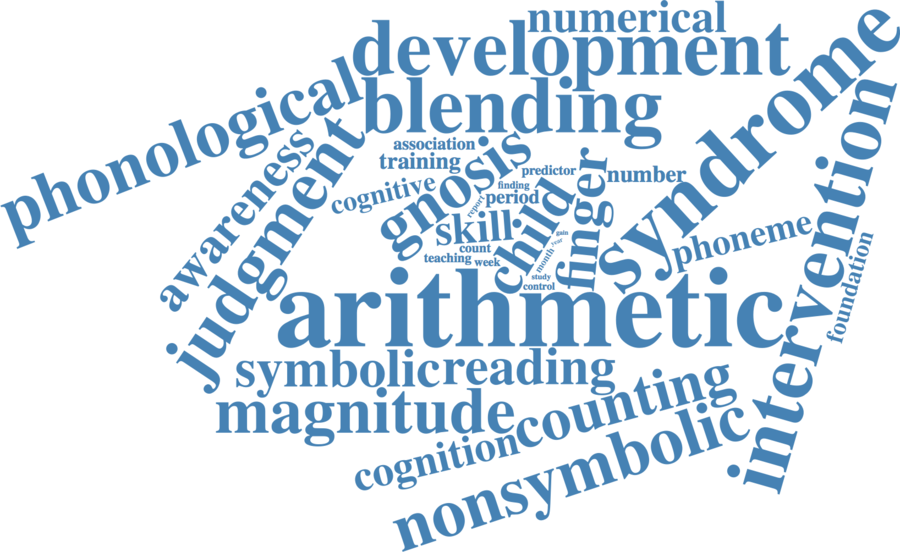 numerical
development
blending
phonological
awareness
judgment
association
training
cognitive
gnosis
predictor
finding
report
period
number
skill
child
finger
syndrome
count
teaching
week
gain
year
month
study
control
phoneme
intervention
foundation
arithmetic
symbolic
reading
magnitude
counting
cognition
nonsymbolic